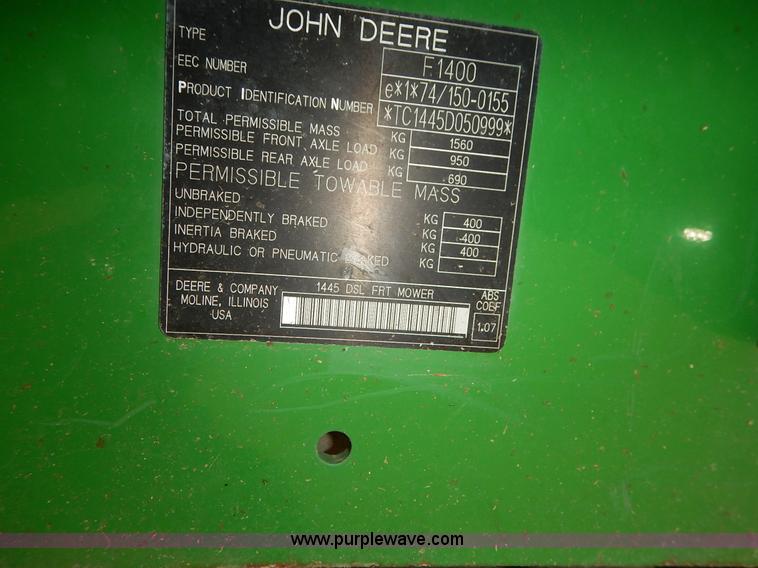 JOHN DEERE
TYPE F1400
EEC NUMBER e*1*74/150-0155
PRODUCT IDENTIFICATION NUMBER *TC1445D050999*
TOTAL PERMISSIBLE MASS KG 1560
PERMISSIBLE FRONT AXLE LOAD KG 950
PERMISSIBLE REAR AXLE LOAD KG 690
PERMISSIBLE TOWABLE MASS
UNBRAKED KG 400
INDEPENDENTLY BRAKED KG 400
INERTIA BRAKED KG 400
HYDRAULIC OR PNEUMATIC BRAKED KG -
DEERE & COMPANY 1445 DSL FRT MOWER ABS
MOLINE, ILLINOIS COEF
USA 1.07
www.purplewave.com